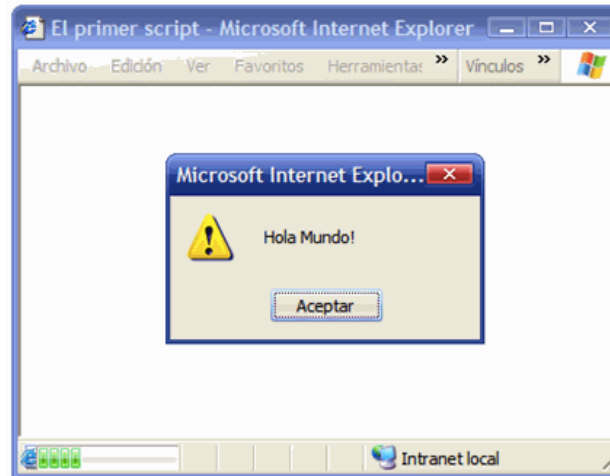 El primer script - Microsoft Internet Explorer
Archivo Edición Ver Favoritos Herramientas » Vínculos »
Microsoft Internet Explo...
Hola Mundo!
Aceptar
Intranet local